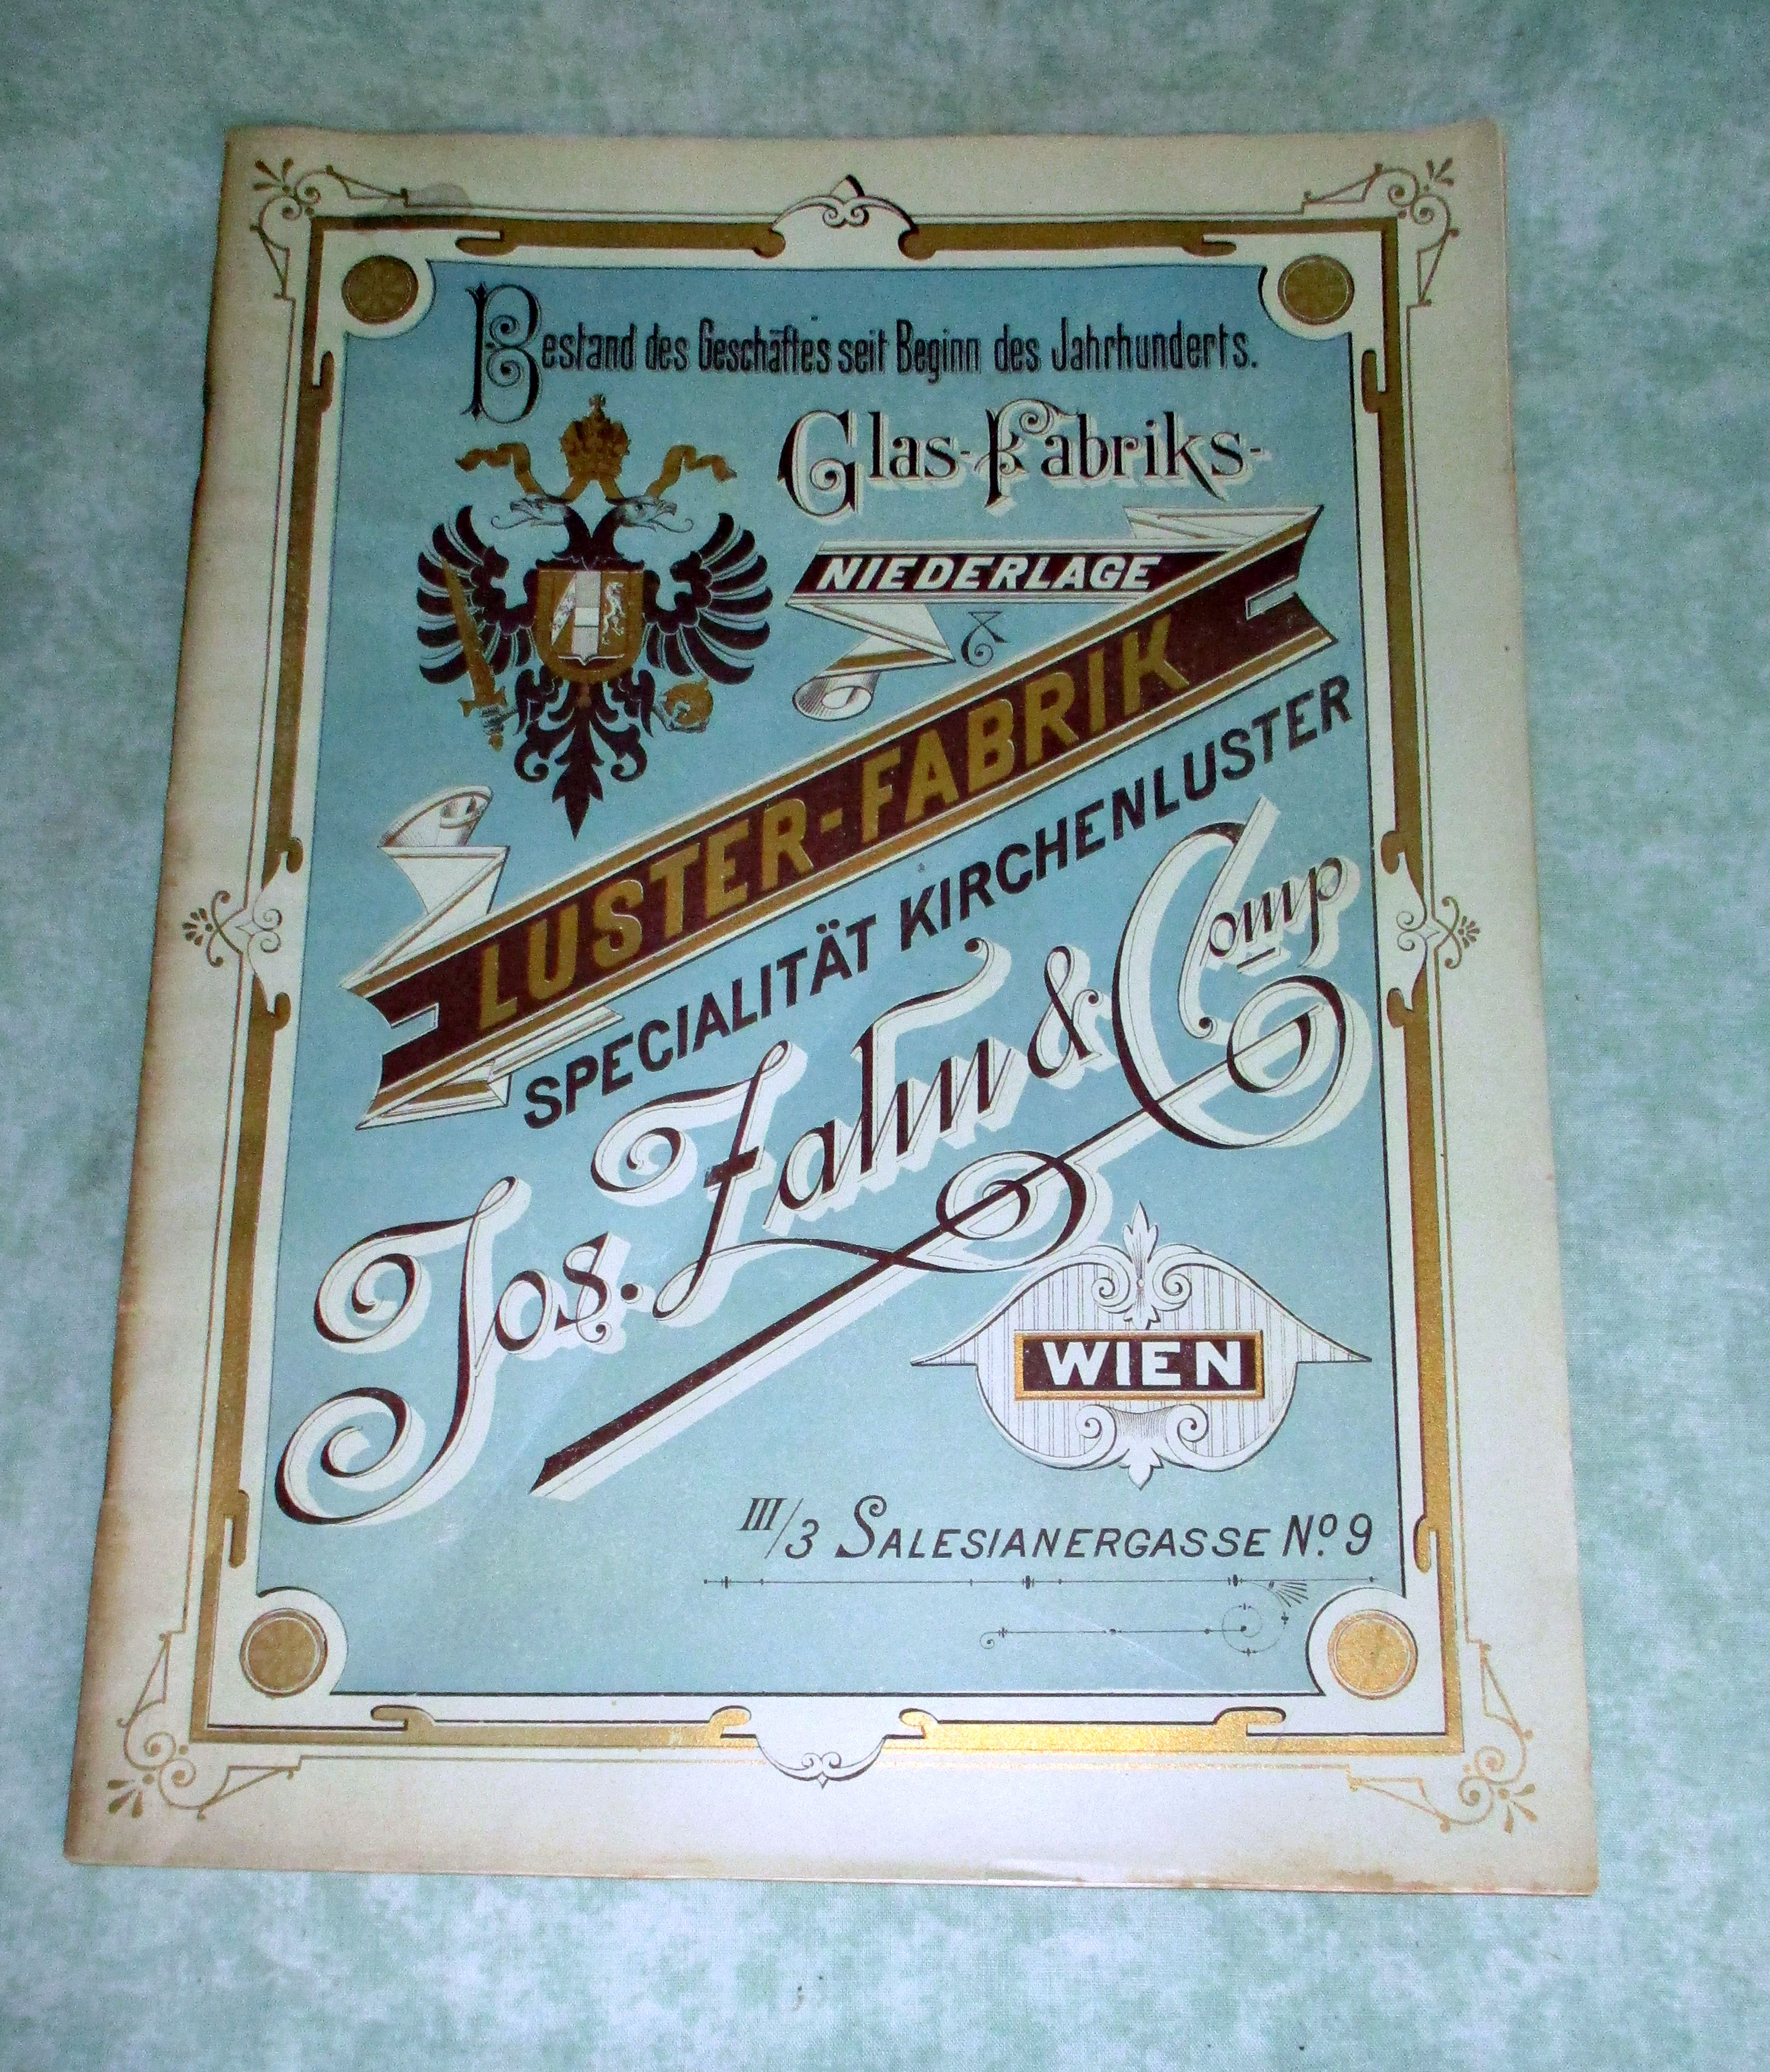 Bestand des Geschäftes seit Beginn des Jahrhunderts.
Glas-Fabriks-
NIEDERLAGE
&
LUSTER-FABRIK
SPECIALITÄT KIRCHENLUSTER
Jos. Zahn & Comp
WIEN
III/3 SALESIANERGASSE No. 9